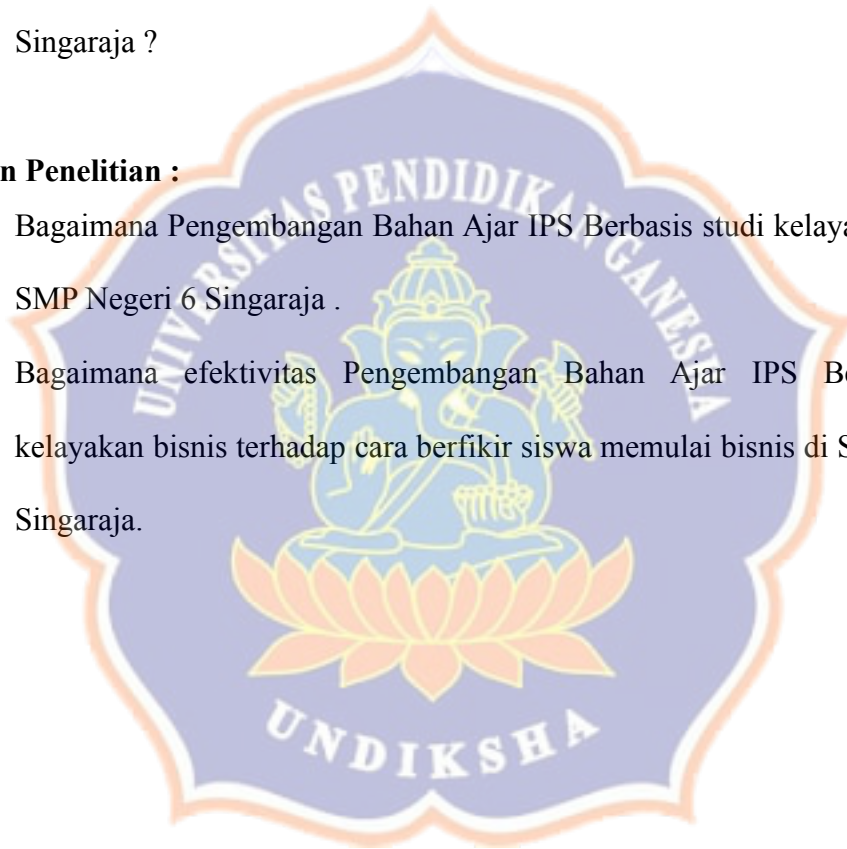 Singaraja ?
n Penelitian :
Bagaimana Pengembangan Bahan Ajar IPS Berbasis studi kelaya
SMP Negeri 6 Singaraja .
Bagaimana efektivitas Pengembangan Bahan Ajar IPS Be
kelayakan bisnis terhadap cara berfikir siswa memulai bisnis di S
Singaraja.
UNIVERSITAS PENDIDIKAN GANESHA
UNDIKSHA